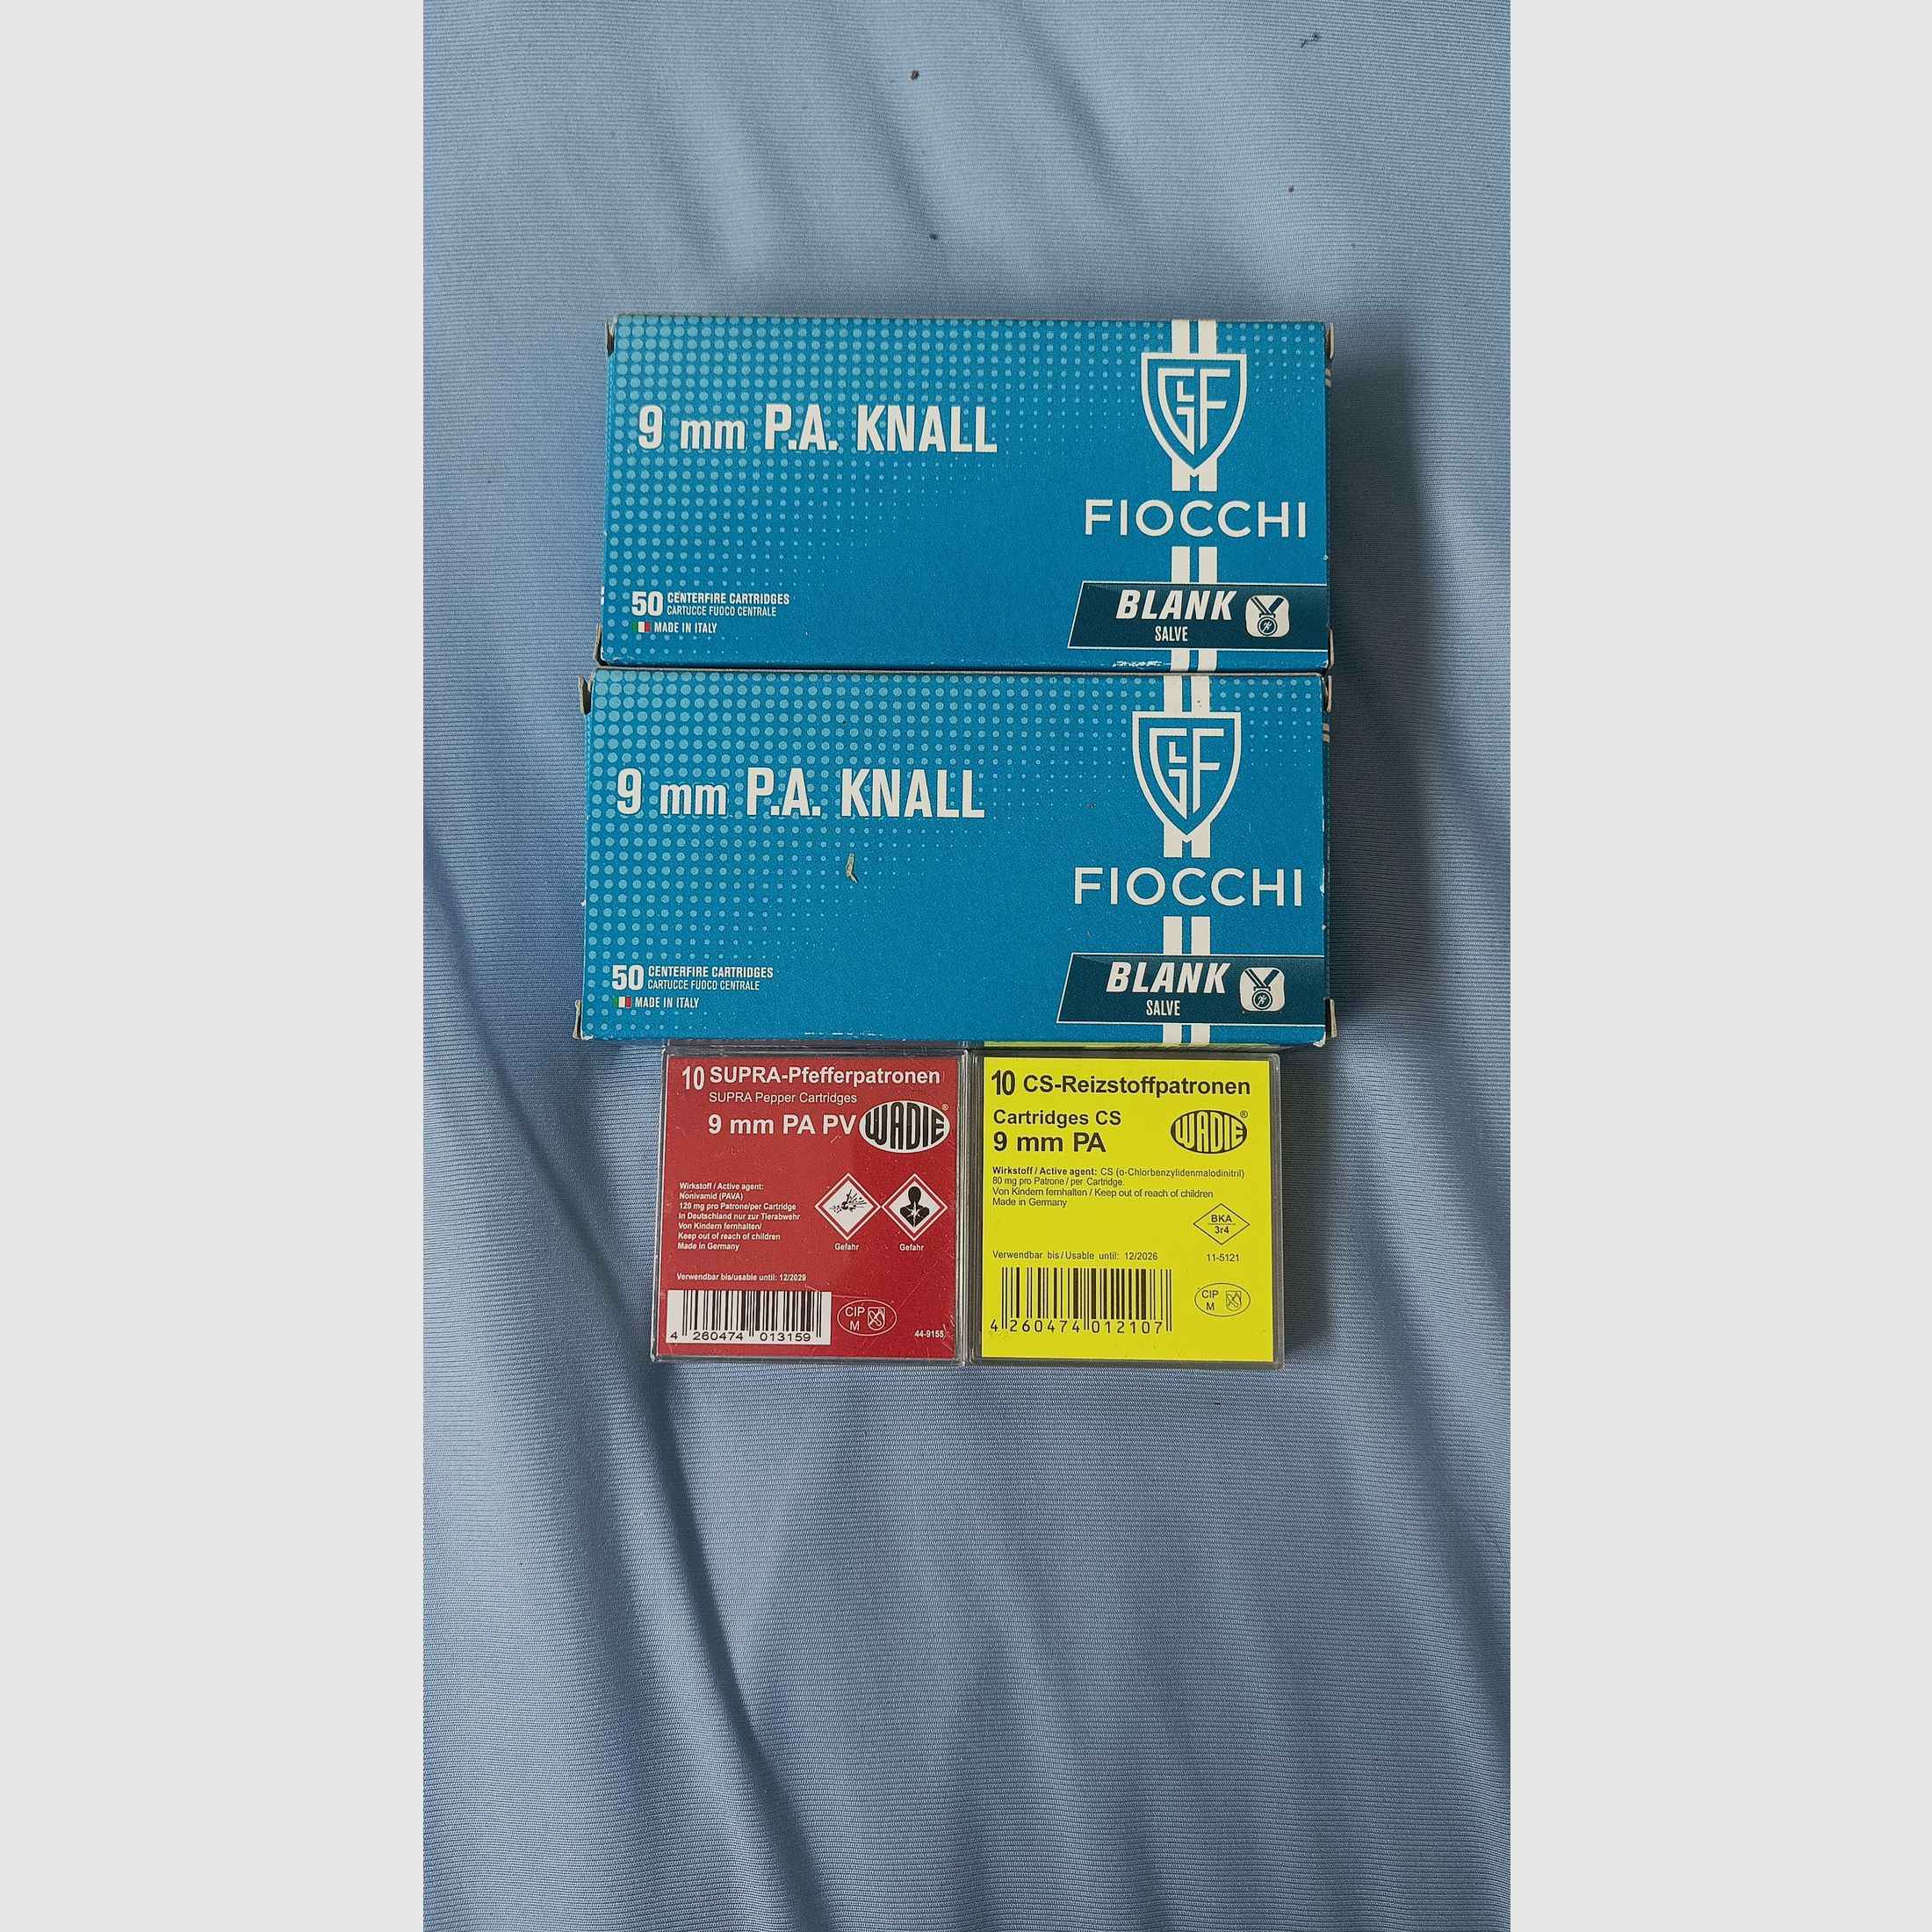 9 mm P.A. KNALL
GLF
FIOCCHI
50 CENTERFIRE CARTRIDGES
CARTUCCE FUOCO CENTRALE
MADE IN ITALY
BLANK
SALVE
9 mm P.A. KNALL
GLF
FIOCCHI
50 CENTERFIRE CARTRIDGES
CARTUCCE FUOCO CENTRALE
MADE IN ITALY
BLANK
SALVE
10 SUPRA-Pfefferpatronen
SUPRA Pepper Cartridges
9 mm PA PV WADIE®
Wirkstoff / Active agent:
Nonivamid (PAVA)
120 mg pro Patrone/per Cartridge
In Deutschland nur zur Tierabwehr
Von Kindern fernhalten/
Keep out of reach of children
Made in Germany
Gefahr
Gefahr
Verwendbar bis/usable until: 12/2029
4 260474 013159
CIP
M
44-9155
10 CS-Reizstoffpatronen
Cartridges CS
9 mm PA
WADIE®
Wirkstoff / Active agent: CS (o-Chlorbenzylidenmalodinitril)
80 mg pro Patrone / per Cartridge.
Von Kindern fernhalten / Keep out of reach of children
Made in Germany
BKA
3r4
Verwendbar bis/Usable until: 12/2026
11-5121
4 260474 012107
CIP
M